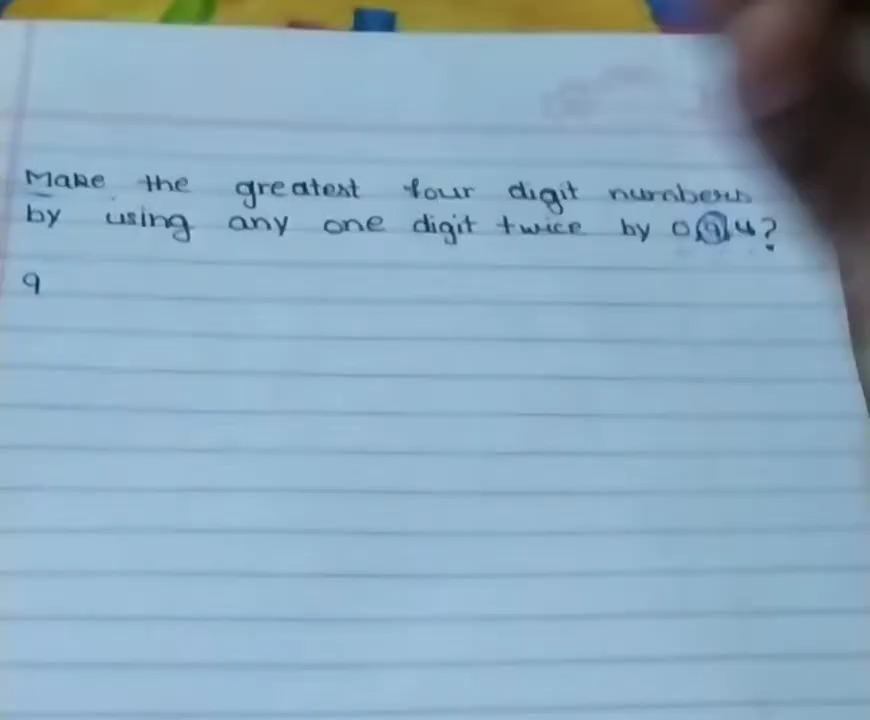 Make the greatest four digit numbers
by using any one digit twice by 0,9,4?
9